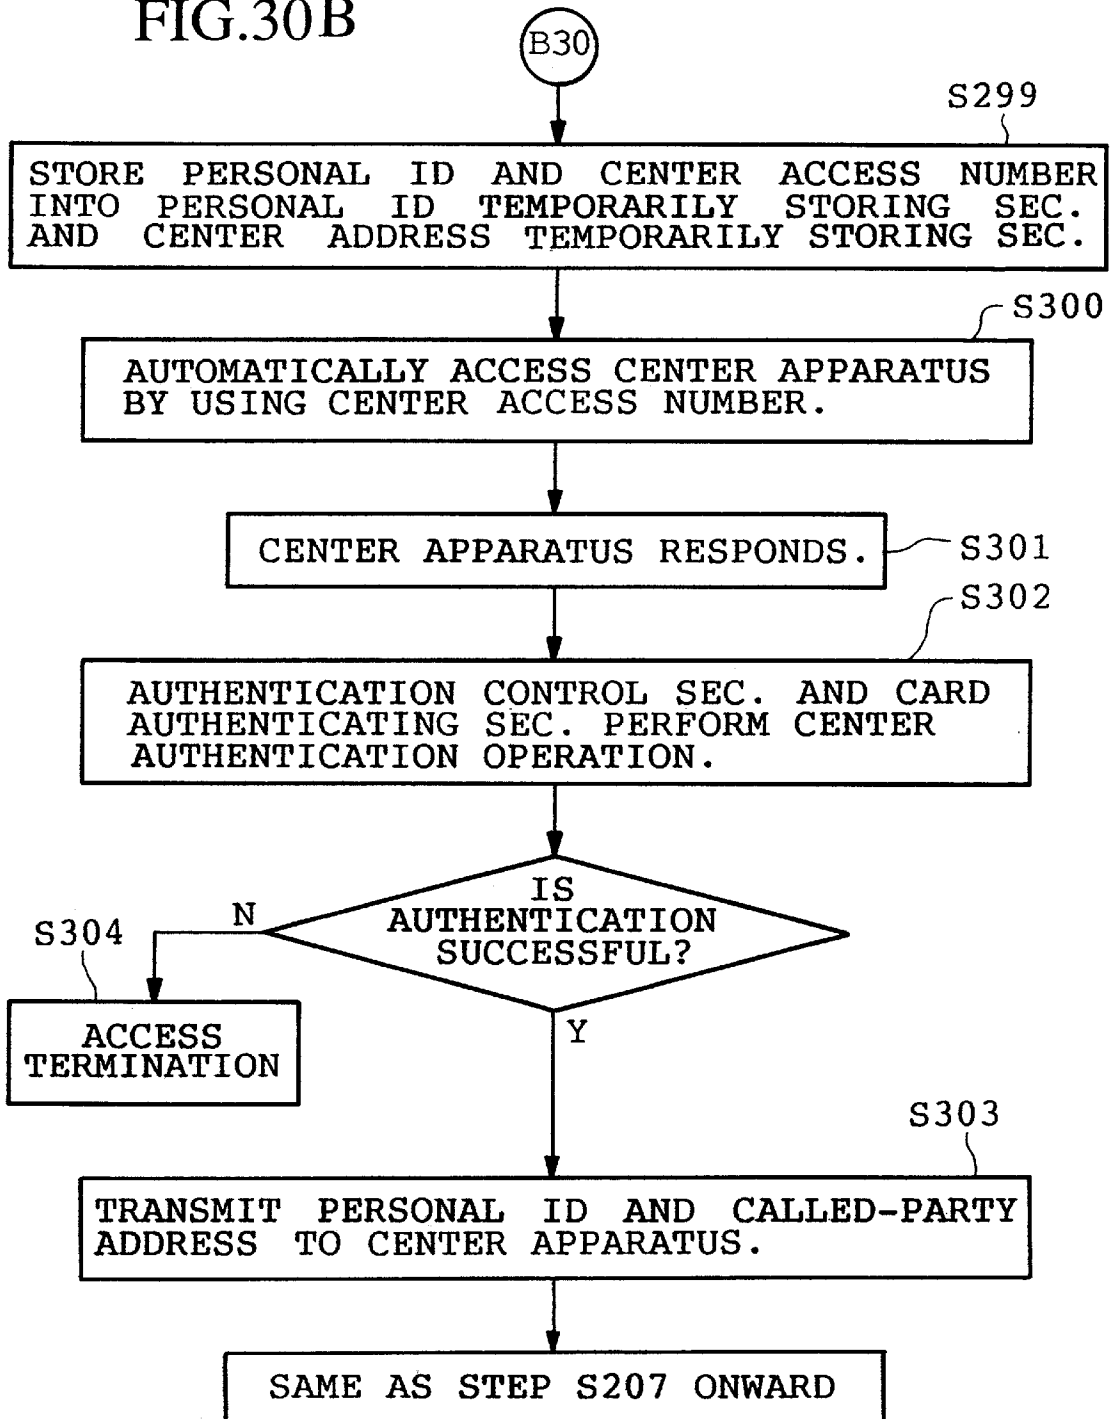 FIG.30B
B30
S299
STORE PERSONAL ID AND CENTER ACCESS NUMBER
INTO PERSONAL ID TEMPORARILY STORING SEC.
AND CENTER ADDRESS TEMPORARILY STORING SEC.
S300
AUTOMATICALLY ACCESS CENTER APPARATUS
BY USING CENTER ACCESS NUMBER.
CENTER APPARATUS RESPONDS.
S301
S302
AUTHENTICATION CONTROL SEC. AND CARD
AUTHENTICATING SEC. PERFORM CENTER
AUTHENTICATION OPERATION.
IS
AUTHENTICATION
SUCCESSFUL?
N
S304
ACCESS
TERMINATION
Y
S303
TRANSMIT PERSONAL ID AND CALLED-PARTY
ADDRESS TO CENTER APPARATUS.
SAME AS STEP S207 ONWARD